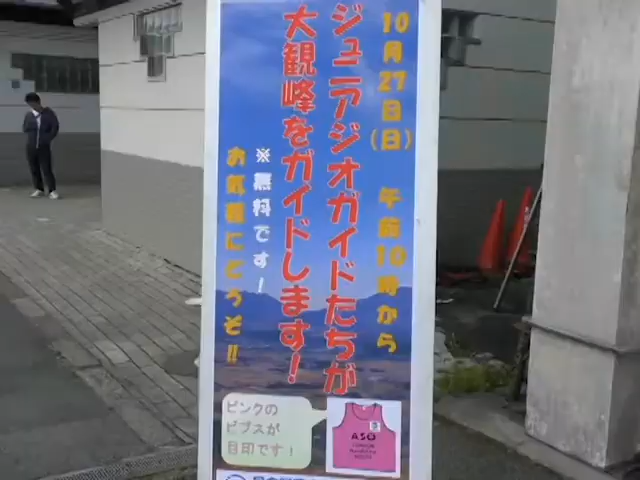 10月27日(日) 午前10時から
ジュニアジオガイドたちが
大観峰をガイドします!
※無料です!
お気軽にどうぞ!!
ピンクの
ビブスが
目印です!
ASO